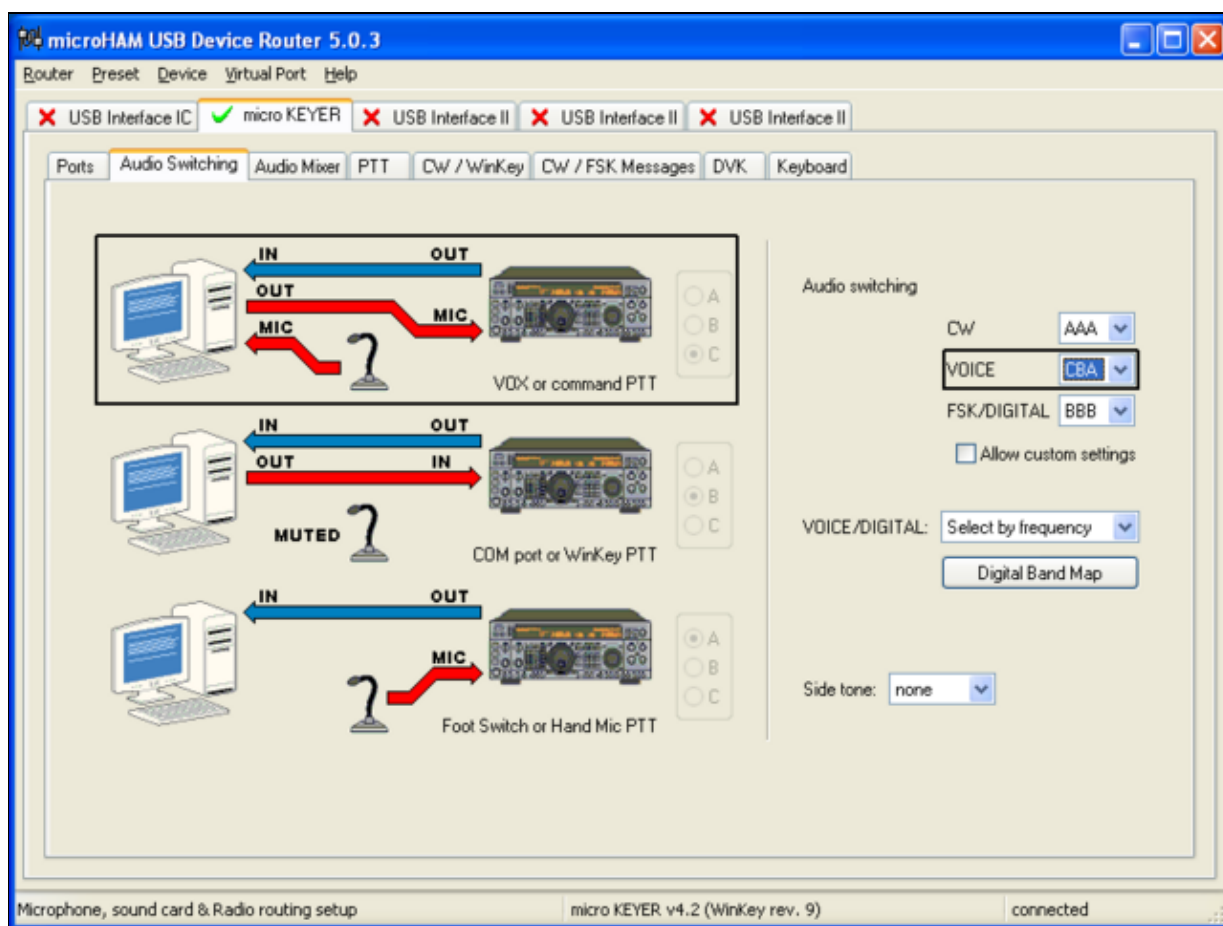 microHAM USB Device Router 5.0.3
Router Preset Device Virtual Port Help
USB Interface IC micro KEYER USB Interface II USB Interface II USB Interface II
Ports Audio Switching Audio Mixer PTT CW / WinKey CW / FSK Messages DVK Keyboard
IN OUT
OUT
MIC MIC
A
B
C
VOX or command PTT
IN OUT
OUT IN
MUTED
A
B
C
COM port or WinKey PTT
IN OUT
MIC
A
B
C
Foot Switch or Hand Mic PTT
Audio switching
CW AAA
VOICE CBA
FSK/DIGITAL BBB
Allow custom settings
VOICE/DIGITAL: Select by frequency
Digital Band Map
Side tone: none
Microphone, sound card & Radio routing setup micro KEYER v4.2 (WinKey rev. 9) connected